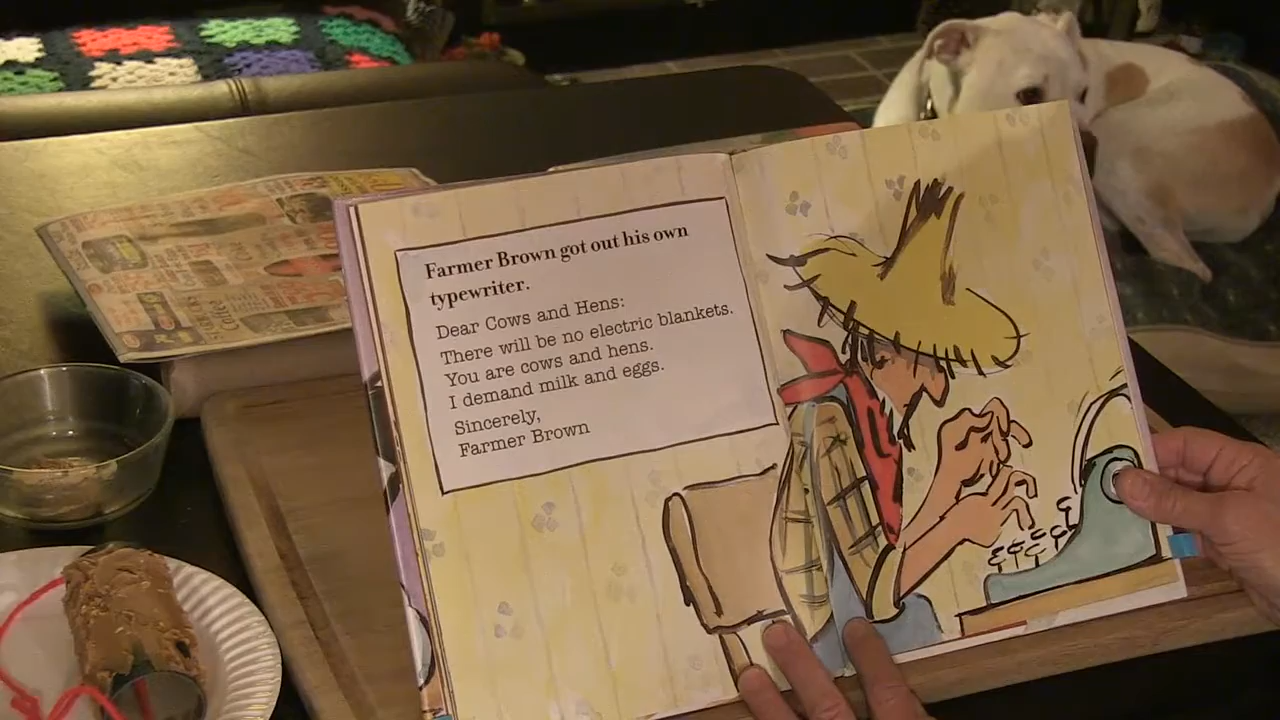 Farmer Brown got out his own
typewriter.
Dear Cows and Hens:
There will be no electric blankets.
You are cows and hens.
I demand milk and eggs.
Sincerely,
Farmer Brown